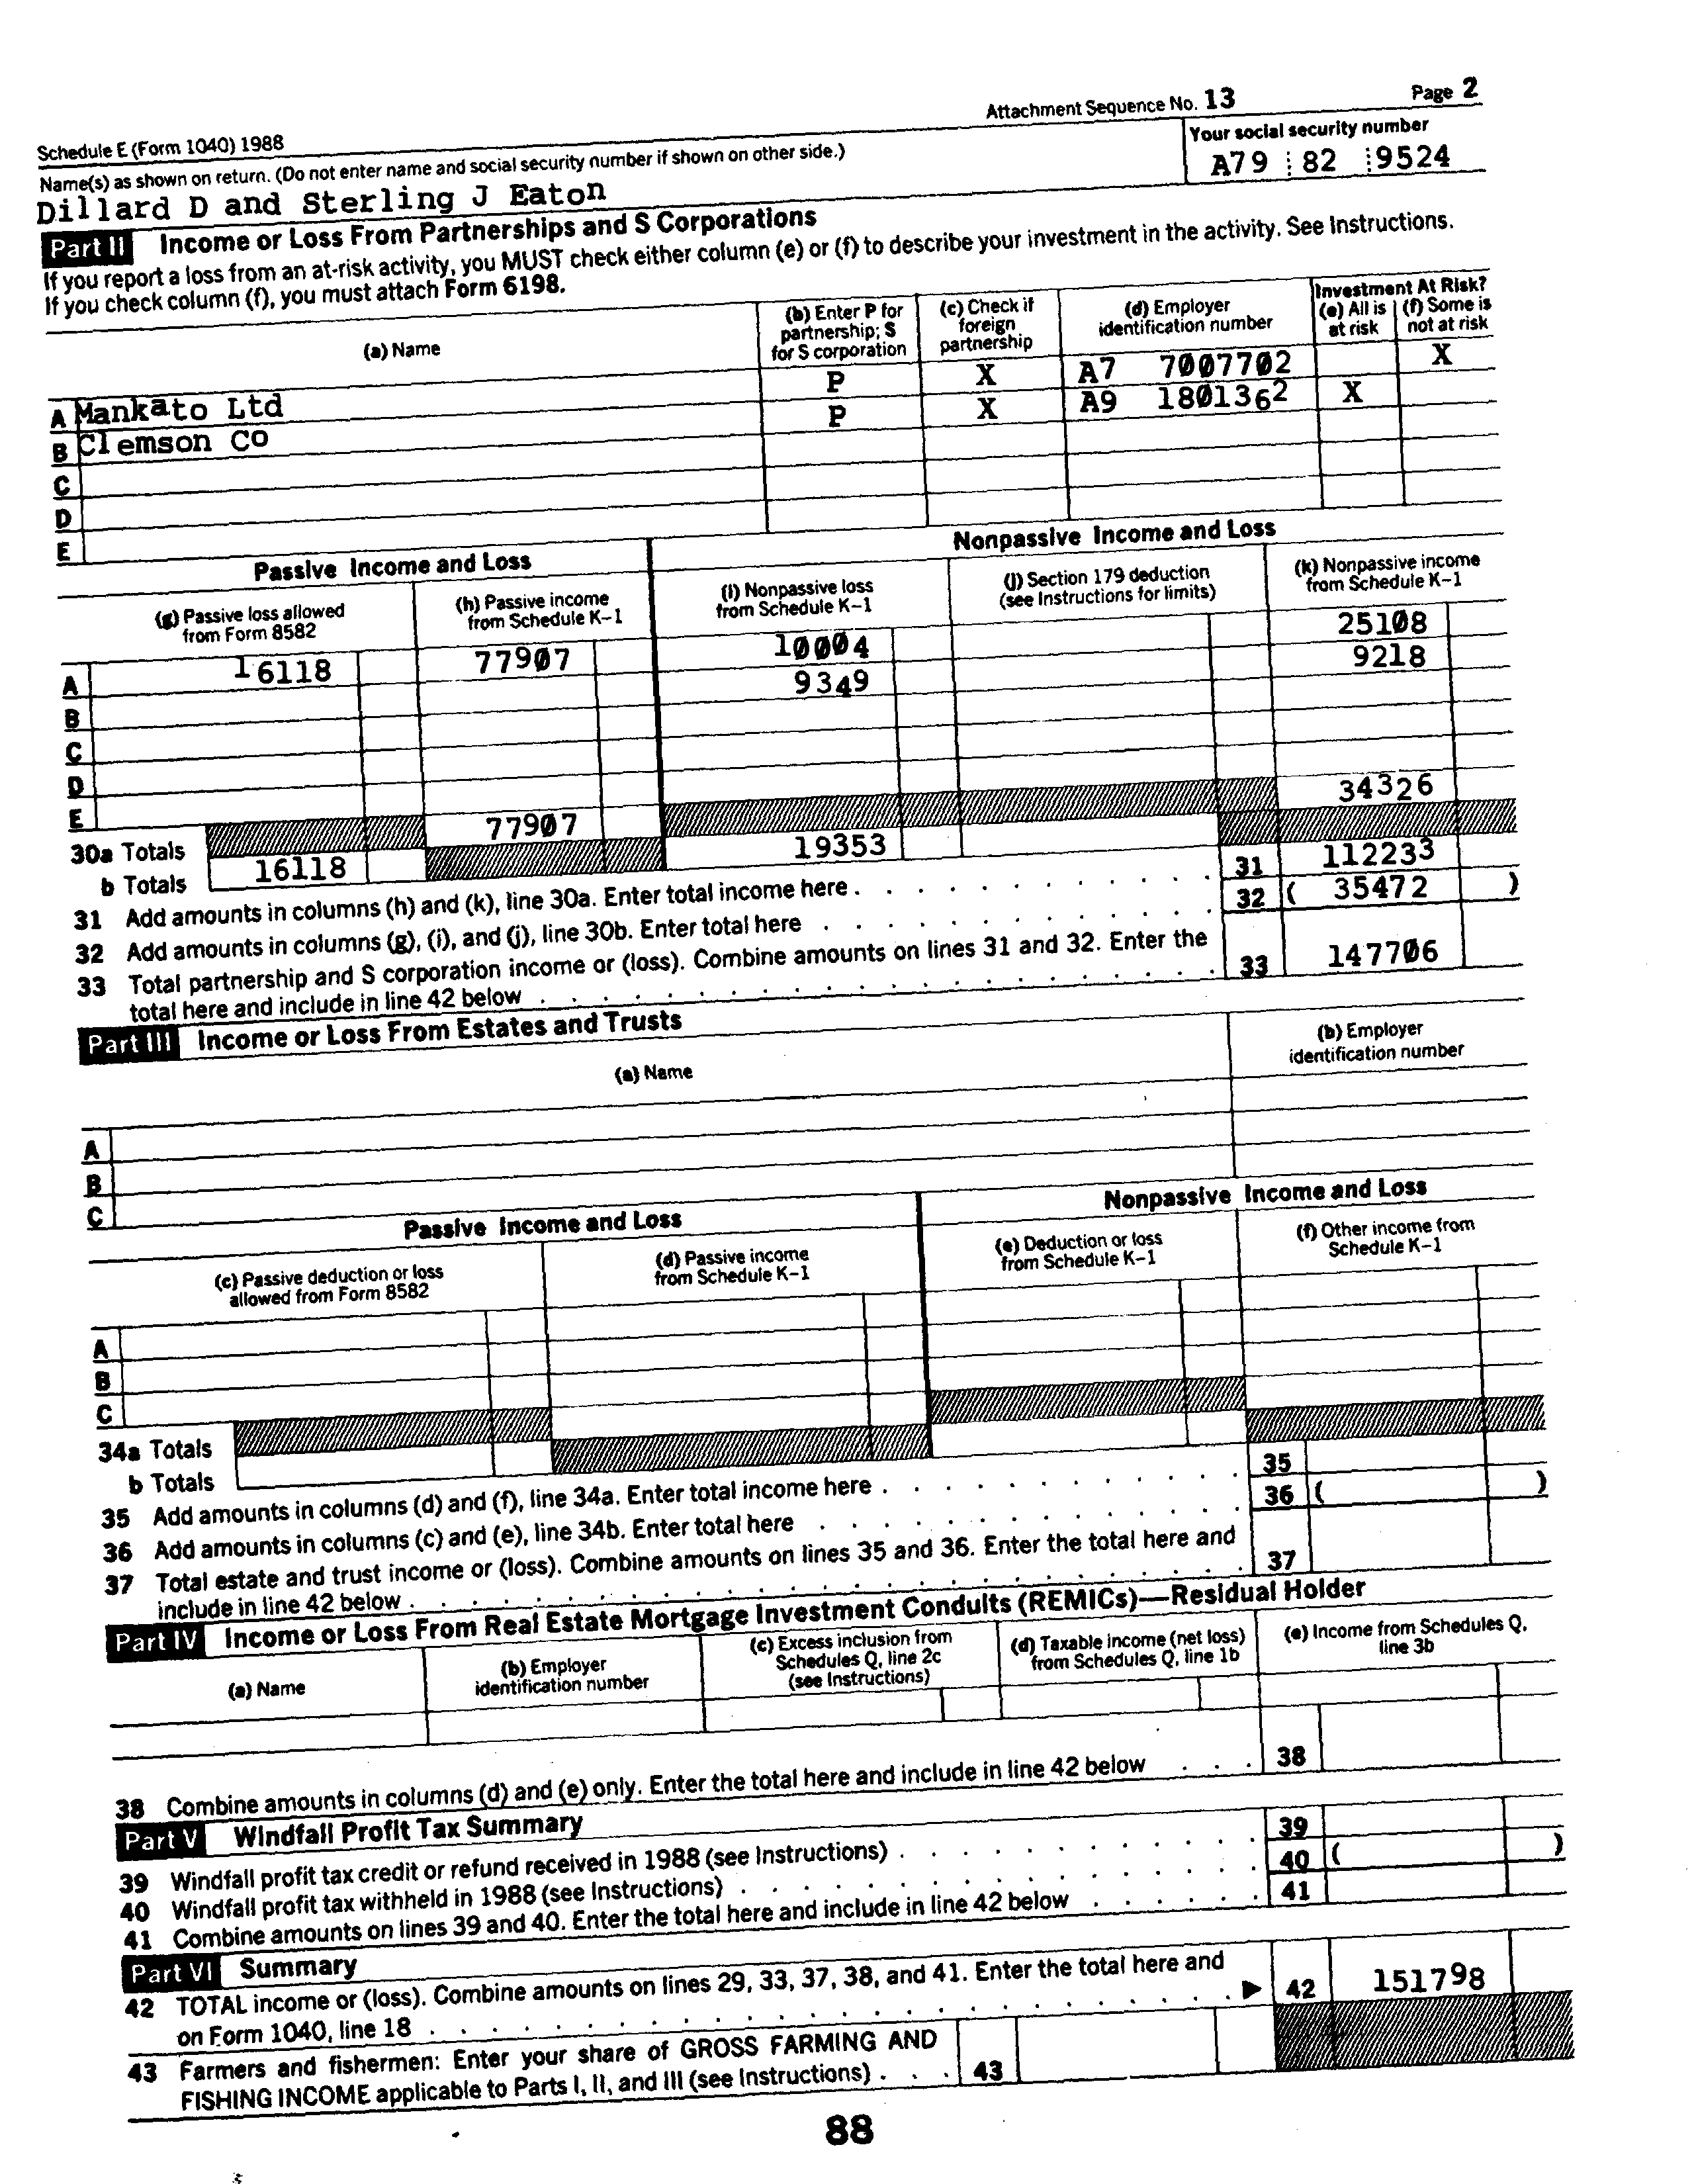 Schedule E (Form 1040) 1988 Attachment Sequence No. 13 Page 2
Name(s) as shown on return. (Do not enter name and social security number if shown on other side.) Your social security number
Dillard D and Sterling J Eaton A79 82 9524
Part II Income or Loss From Partnerships and S Corporations
If you report a loss from an at-risk activity, you MUST check either column (e) or (f) to describe your investment in the activity. See Instructions.
If you check column (f), you must attach Form 6198.
(a) Name (b) Enter P for partnership; S for S corporation (c) Check if foreign partnership (d) Employer identification number Investment At Risk? (e) All is at risk (f) Some is not at risk
A Mankato Ltd P X A7 7007702 X
B Clemson Co P X A9 1801362 X
C
D
E
Passive Income and Loss Nonpassive Income and Loss
(g) Passive loss allowed from Form 8582 (h) Passive income from Schedule K-1 (i) Nonpassive loss from Schedule K-1 (j) Section 179 deduction (see Instructions for limits) (k) Nonpassive income from Schedule K-1
A 16118 77907 10004 25108
B 9349 9218
C
D
E
30a Totals 77907 34326
b Totals 16118 19353
31 Add amounts in columns (h) and (k), line 30a. Enter total income here . . . . . . . . . . . 31 112233
32 Add amounts in columns (g), (i), and (j), line 30b. Enter total here . . . . . . . . . . . . . 32 ( 35472 )
33 Total partnership and S corporation income or (loss). Combine amounts on lines 31 and 32. Enter the
total here and include in line 42 below . . . . . . . . . . . . . . . . . . . . 33 147706
Part III Income or Loss From Estates and Trusts
(a) Name (b) Employer identification number
A
B
C
Passive Income and Loss Nonpassive Income and Loss
(c) Passive deduction or loss allowed from Form 8582 (d) Passive income from Schedule K-1 (e) Deduction or loss from Schedule K-1 (f) Other income from Schedule K-1
A
B
C
34a Totals
b Totals
35 Add amounts in columns (d) and (f), line 34a. Enter total income here . . . . . . . . . . . 35
36 Add amounts in columns (c) and (e), line 34b. Enter total here . . . . . . . . . . . . . 36 ( )
37 Total estate and trust income or (loss). Combine amounts on lines 35 and 36. Enter the total here and
include in line 42 below . . . . . . . . . . . . . . . . . . . . . . . . 37
Part IV Income or Loss From Real Estate Mortgage Investment Conduits (REMICs)—Residual Holder
(a) Name (b) Employer identification number (c) Excess inclusion from Schedules Q, line 2c (see Instructions) (d) Taxable income (net loss) from Schedules Q, line 1b (e) Income from Schedules Q, line 3b
38 Combine amounts in columns (d) and (e) only. Enter the total here and include in line 42 below . . . 38
Part V Windfall Profit Tax Summary
39 Windfall profit tax credit or refund received in 1988 (see Instructions) . . . . . . . . . . . 39
40 Windfall profit tax withheld in 1988 (see Instructions) . . . . . . . . . . . . . . . 40 ( )
41 Combine amounts on lines 39 and 40. Enter the total here and include in line 42 below . . . . . . 41
Part VI Summary
42 TOTAL income or (loss). Combine amounts on lines 29, 33, 37, 38, and 41. Enter the total here and
on Form 1040, line 18 . . . . . . . . . . . . . . . . . . . . . . . ▶ 42 151798
43 Farmers and fishermen: Enter your share of GROSS FARMING AND
FISHING INCOME applicable to Parts I, II, and III (see Instructions) . . . 43
88